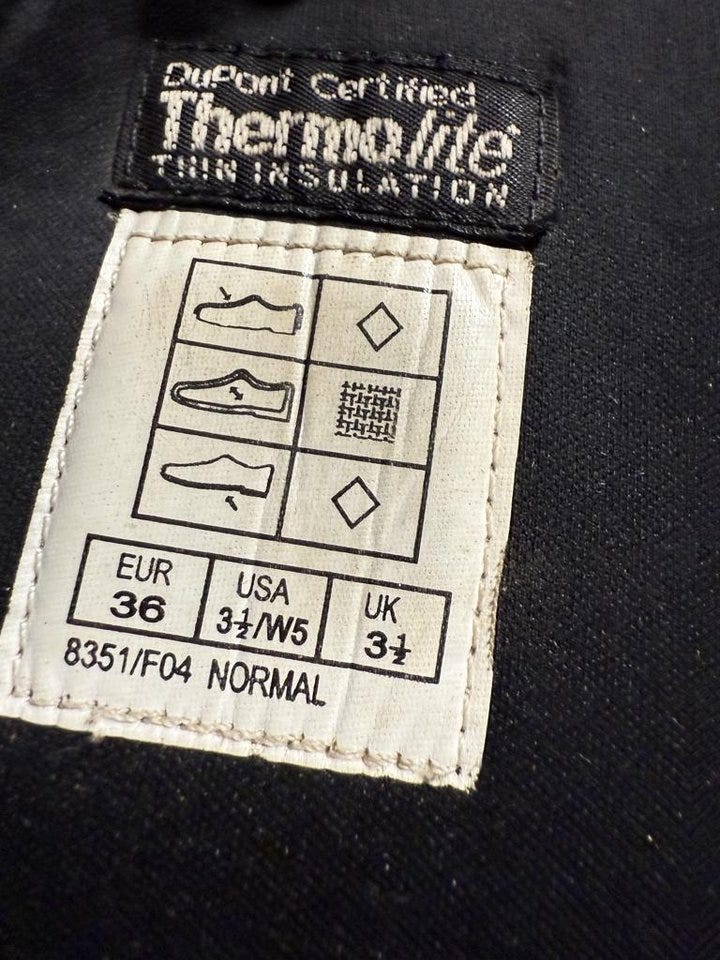 DuPont Certified
Thermolite
THIN INSULATION
EUR USA UK
36 3½/W5 3½
8351/F04 NORMAL